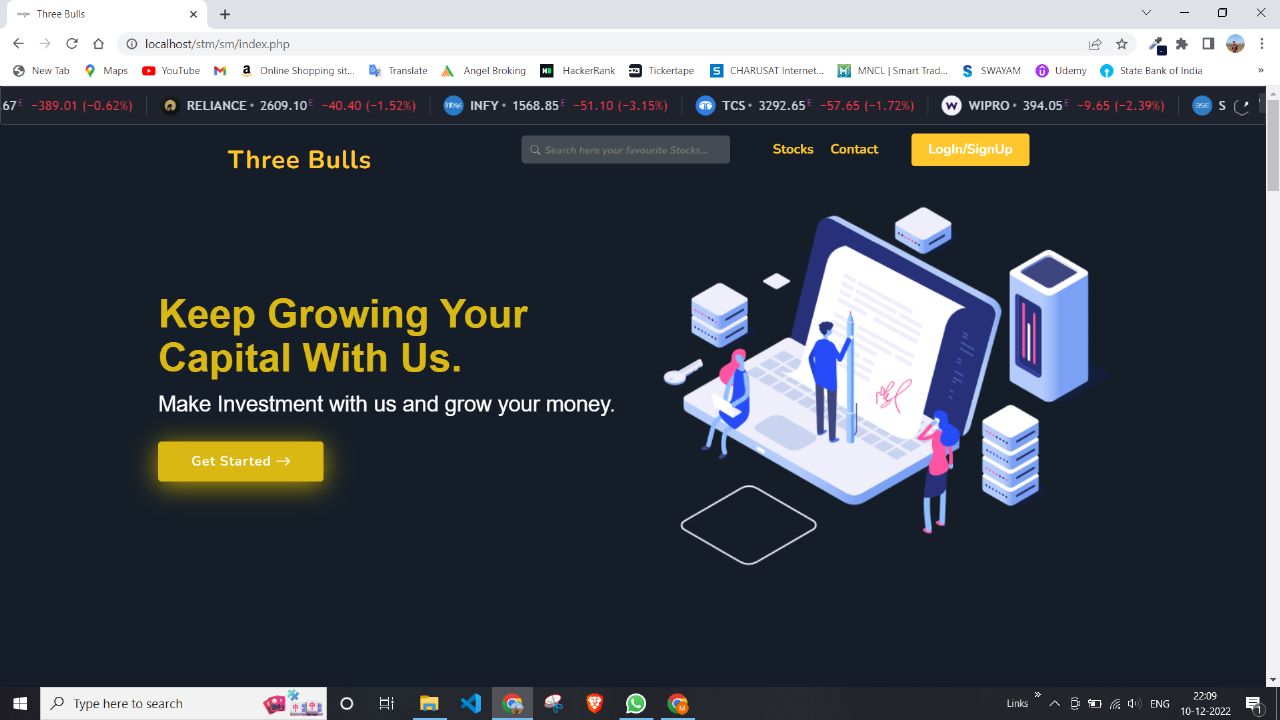 Three Bulls
localhost/stm/sm/index.php
New Tab Maps YouTube Online Shopping si... Translate Angel Broking HackerRank Tickertape CHARUSAT Internet... MNCL | Smart Trad... SWAYAM Udemy State Bank of India »
67 E −389.01 (−0.62%) RELIANCE • 2609.10 E −40.40 (−1.52%) INFY • 1568.85 E −51.10 (−3.15%) TCS • 3292.65 E −57.65 (−1.72%) WIPRO • 394.05 E −9.65 (−2.39%) S
Three Bulls Search here your favourite Stocks... Stocks Contact LogIn/SignUp
Keep Growing Your
Capital With Us.
Make Investment with us and grow your money.
Get Started →
Type here to search Links » ENG 22:09
10-12-2022 1